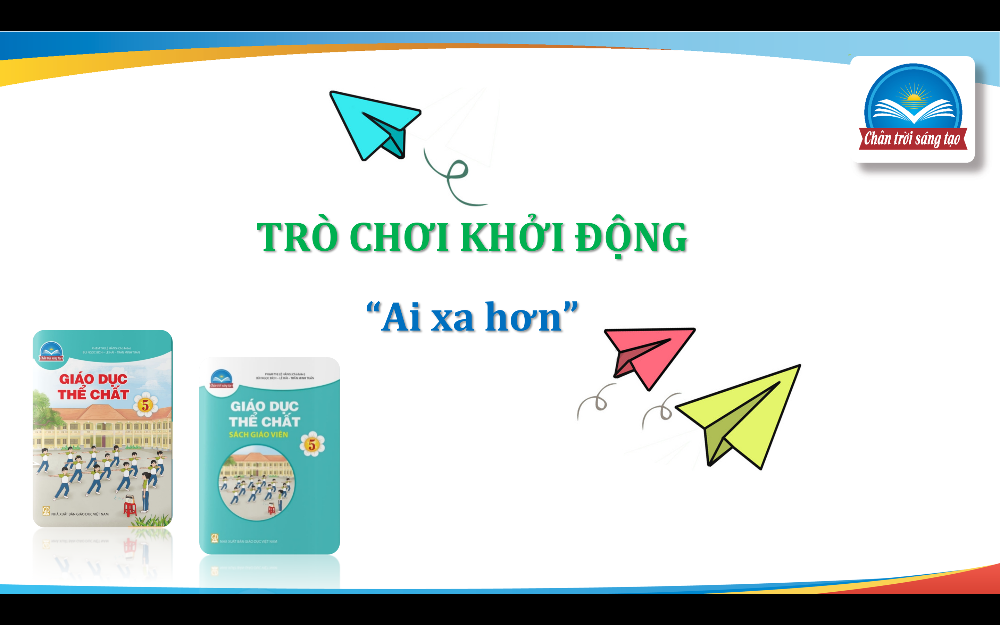 Chân trời sáng tạo
TRÒ CHƠI KHỞI ĐỘNG
“Ai xa hơn”
Chân trời sáng tạo
PHẠM THỊ LỆ HẰNG (Chủ biên)
BÙI NGỌC BÍCH – LÊ HẢI – TRẦN MINH TUẤN
GIÁO DỤC
THỂ CHẤT
5
NHÀ XUẤT BẢN GIÁO DỤC VIỆT NAM
Chân trời sáng tạo
PHẠM THỊ LỆ HẰNG (Chủ biên)
BÙI NGỌC BÍCH – LÊ HẢI – TRẦN MINH TUẤN
GIÁO DỤC
THỂ CHẤT
SÁCH GIÁO VIÊN
5
NHÀ XUẤT BẢN GIÁO DỤC VIỆT NAM